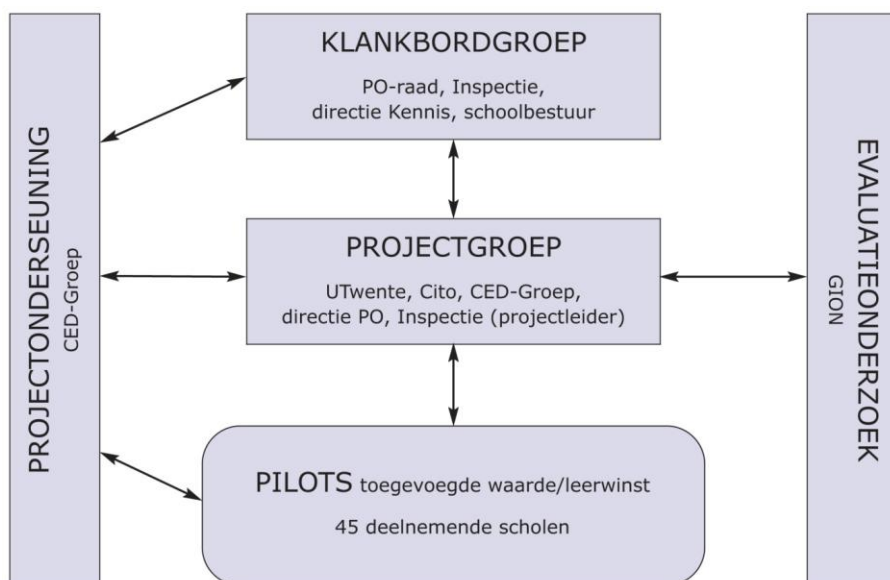 PROJECTONDERSEUNING
CED-Groep
KLANKBORDGROEP
PO-raad, Inspectie,
directie Kennis, schoolbestuur
PROJECTGROEP
UTwente, Cito, CED-Groep,
directie PO, Inspectie (projectleider)
PILOTS toegevoegde waarde/leerwinst
45 deelnemende scholen
EVALUATIEONDERZOEK
GION